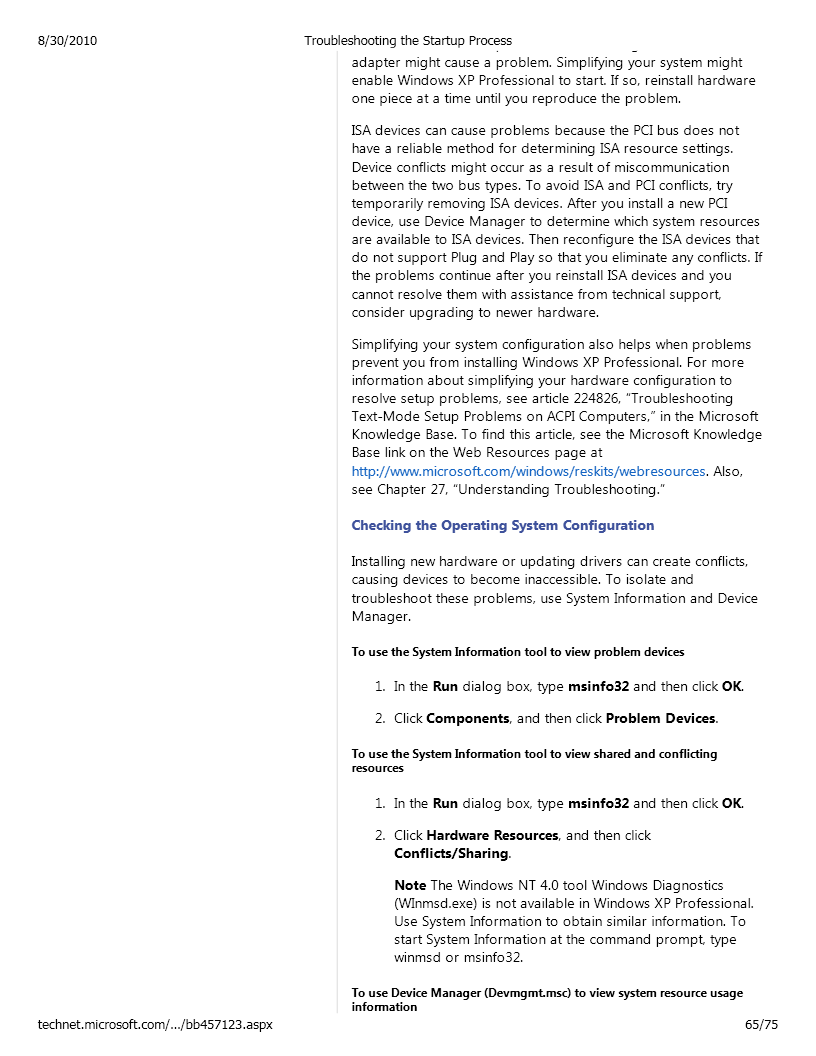 8/30/2010
Troubleshooting the Startup Process
adapter might cause a problem. Simplifying your system might
enable Windows XP Professional to start. If so, reinstall hardware
one piece at a time until you reproduce the problem.
ISA devices can cause problems because the PCI bus does not
have a reliable method for determining ISA resource settings.
Device conflicts might occur as a result of miscommunication
between the two bus types. To avoid ISA and PCI conflicts, try
temporarily removing ISA devices. After you install a new PCI
device, use Device Manager to determine which system resources
are available to ISA devices. Then reconfigure the ISA devices that
do not support Plug and Play so that you eliminate any conflicts. If
the problems continue after you reinstall ISA devices and you
cannot resolve them with assistance from technical support,
consider upgrading to newer hardware.
Simplifying your system configuration also helps when problems
prevent you from installing Windows XP Professional. For more
information about simplifying your hardware configuration to
resolve setup problems, see article 224826, “Troubleshooting
Text-Mode Setup Problems on ACPI Computers,” in the Microsoft
Knowledge Base. To find this article, see the Microsoft Knowledge
Base link on the Web Resources page at
http://www.microsoft.com/windows/reskits/webresources. Also,
see Chapter 27, “Understanding Troubleshooting.”
Checking the Operating System Configuration
Installing new hardware or updating drivers can create conflicts,
causing devices to become inaccessible. To isolate and
troubleshoot these problems, use System Information and Device
Manager.
To use the System Information tool to view problem devices
1. In the Run dialog box, type msinfo32 and then click OK.
2. Click Components, and then click Problem Devices.
To use the System Information tool to view shared and conflicting
resources
1. In the Run dialog box, type msinfo32 and then click OK.
2. Click Hardware Resources, and then click
Conflicts/Sharing.
Note The Windows NT 4.0 tool Windows Diagnostics
(WInmsd.exe) is not available in Windows XP Professional.
Use System Information to obtain similar information. To
start System Information at the command prompt, type
winmsd or msinfo32.
To use Device Manager (Devmgmt.msc) to view system resource usage
information
technet.microsoft.com/.../bb457123.aspx
65/75